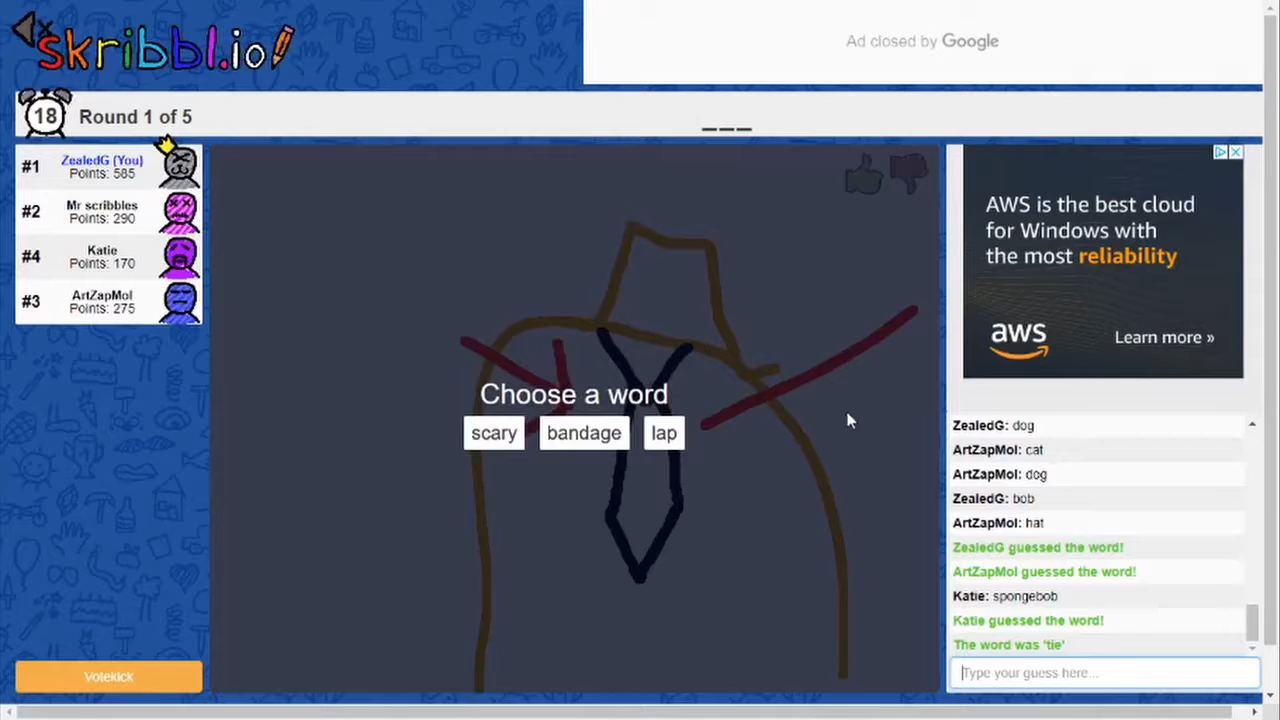 skribbl.io
Ad closed by Google
18
Round 1 of 5
___
#1
ZealedG (You)
Points: 585
#2
Mr scribbles
Points: 290
#4
Katie
Points: 170
#3
ArtZapMol
Points: 275
Votekick
Choose a word
scary
bandage
lap
AWS is the best cloud
for Windows with
the most reliability
aws
Learn more »
ZealedG: dog
ArtZapMol: cat
ArtZapMol: dog
ZealedG: bob
ArtZapMol: hat
ZealedG guessed the word!
ArtZapMol guessed the word!
Katie: spongebob
Katie guessed the word!
The word was 'tie'
Type your guess here...